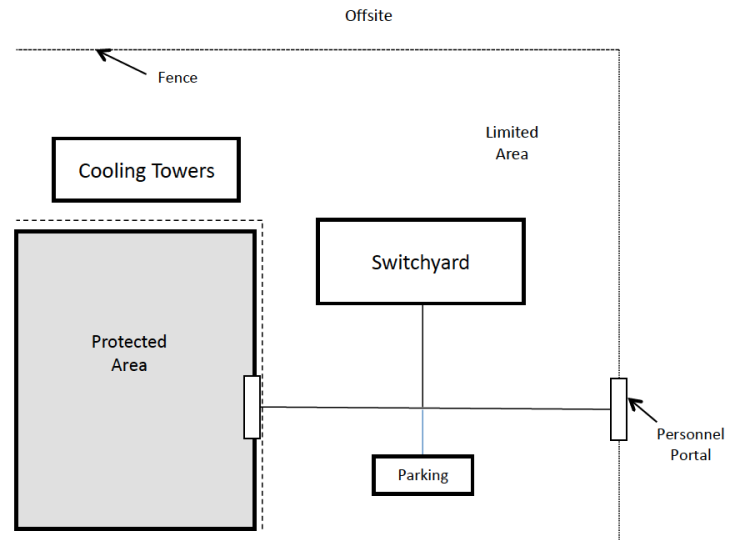 Offsite
Fence
Limited
Area
Cooling Towers
Switchyard
Protected
Area
Personnel
Portal
Parking